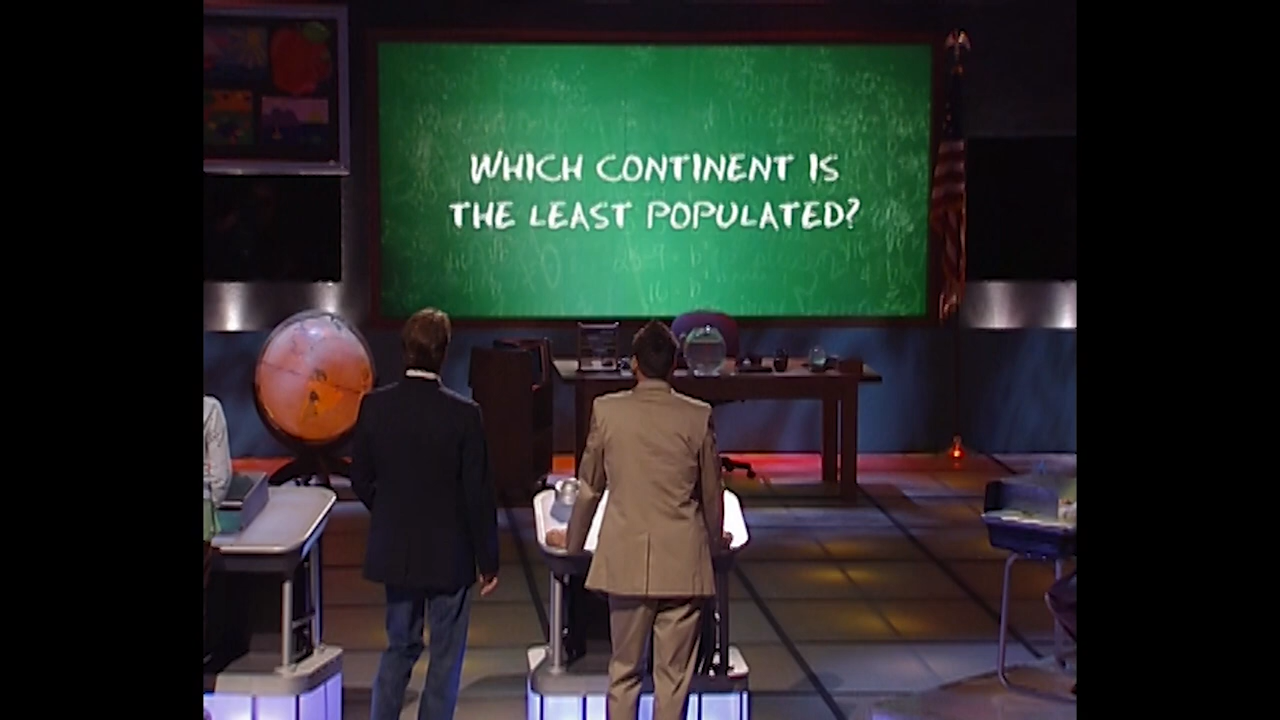 WHICH CONTINENT IS
THE LEAST POPULATED?